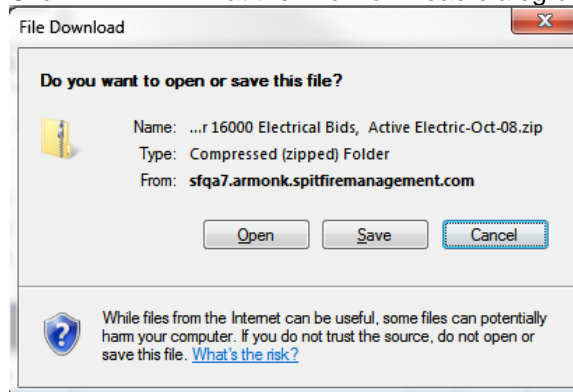 File Download
Do you want to open or save this file?
Name: ...r 16000 Electrical Bids, Active Electric-Oct-08.zip
Type: Compressed (zipped) Folder
From: sfqa7.armonk.spitfiremanagement.com
Open Save Cancel
While files from the Internet can be useful, some files can potentially
harm your computer. If you do not trust the source, do not open or
save this file. What's the risk?